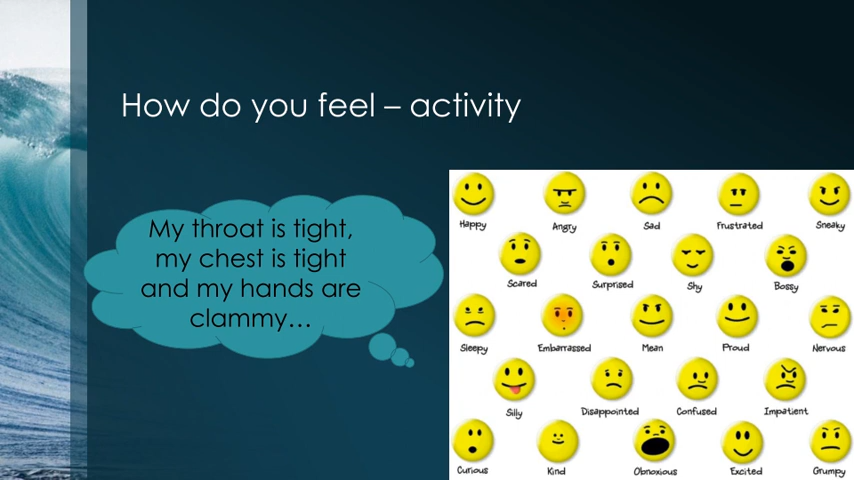 How do you feel – activity
My throat is tight,
my chest is tight
and my hands are
clammy…
Happy Angry Sad Frustrated Sneaky
Scared Surprised Shy Bossy
Sleepy Embarrassed Mean Proud Nervous
Silly Disappointed Confused Impatient
Curious Kind Obnoxious Excited Grumpy